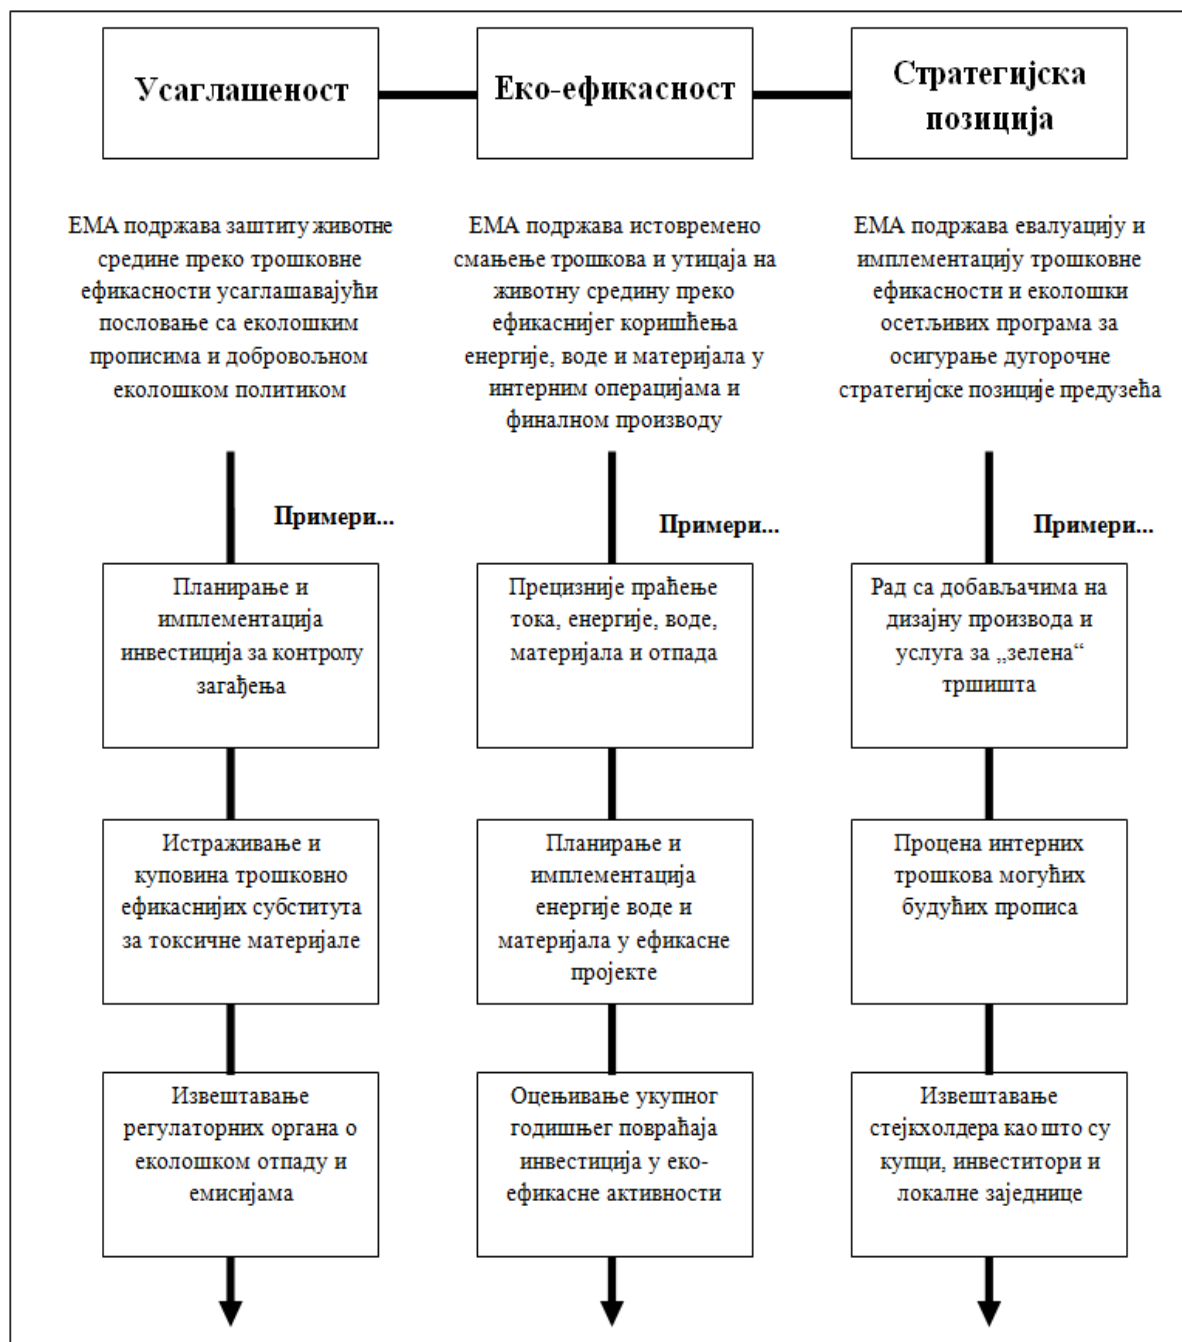 Усаглашеност
Еко-ефикасност
Стратегијска
позиција
ЕМА подржава заштиту животне
средине преко трошковне
ефикасности усаглашавајући
пословање са еколошким
прописима и добровољном
еколошком политиком
ЕМА подржава истовремено
смањење трошкова и утицаја на
животну средину преко
ефикаснијег коришћења
енергије, воде и материјала у
интерним операцијама и
финалном производу
ЕМА подржава евалуацију и
имплементацију трошковне
ефикасности и еколошки
осетљивих програма за
осигурање дугорочне
стратегијске позиције предузећа
Примери...
Примери...
Примери...
Планирање и
имплементација
инвестиција за контролу
загађења
Прецизније праћење
тока, енергије, воде,
материјала и отпада
Рад са добављачима на
дизајну производа и
услуга за „зелена“
тршишта
Истраживање и
куповина трошковно
ефикаснијих субститута
за токсичне материјале
Планирање и
имплементација
енергије воде и
материјала у ефикасне
пројекте
Процена интерних
трошкова могућих
будућих прописа
Извештавање
регулаторних органа о
еколошком отпаду и
емисијама
Оцењивање укупног
годишњег повраћаја
инвестиција у еко-
ефикасне активности
Извештавање
стејкхолдера као што су
купци, инвеститори и
локалне заједнице